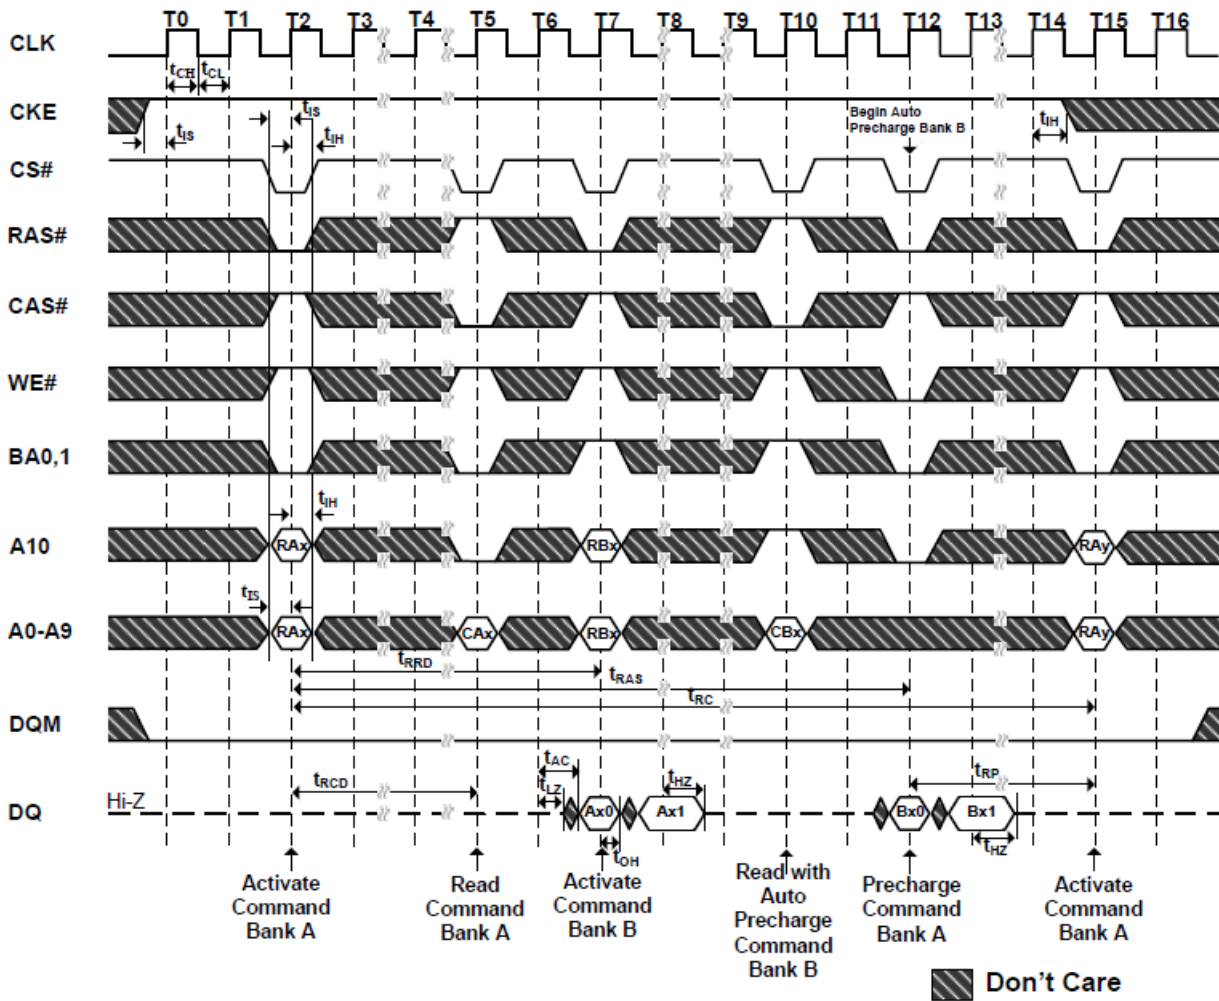 T0 T1 T2 T3 T4 T5 T6 T7 T8 T9 T10 T11 T12 T13 T14 T15 T16
CLK
tCH tCL
CKE
tIS
Begin Auto
Precharge Bank B
tIH
tIS
tIH
CS#
RAS#
CAS#
WE#
BA0,1
tIH
A10
RAx
RBx
RAy
tIS
A0-A9
RAx
CAx
RBx
CBx
RAy
tRRD
tRAS
tRC
DQM
tAC
tHZ
tRP
tRCD
tLZ
Hi-Z
DQ
Ax0
Ax1
Bx0
Bx1
tOH
tHZ
Activate
Command
Bank A
Read
Command
Bank A
Activate
Command
Bank B
Read with
Auto
Precharge
Command
Bank B
Precharge
Command
Bank A
Activate
Command
Bank A
Don't Care